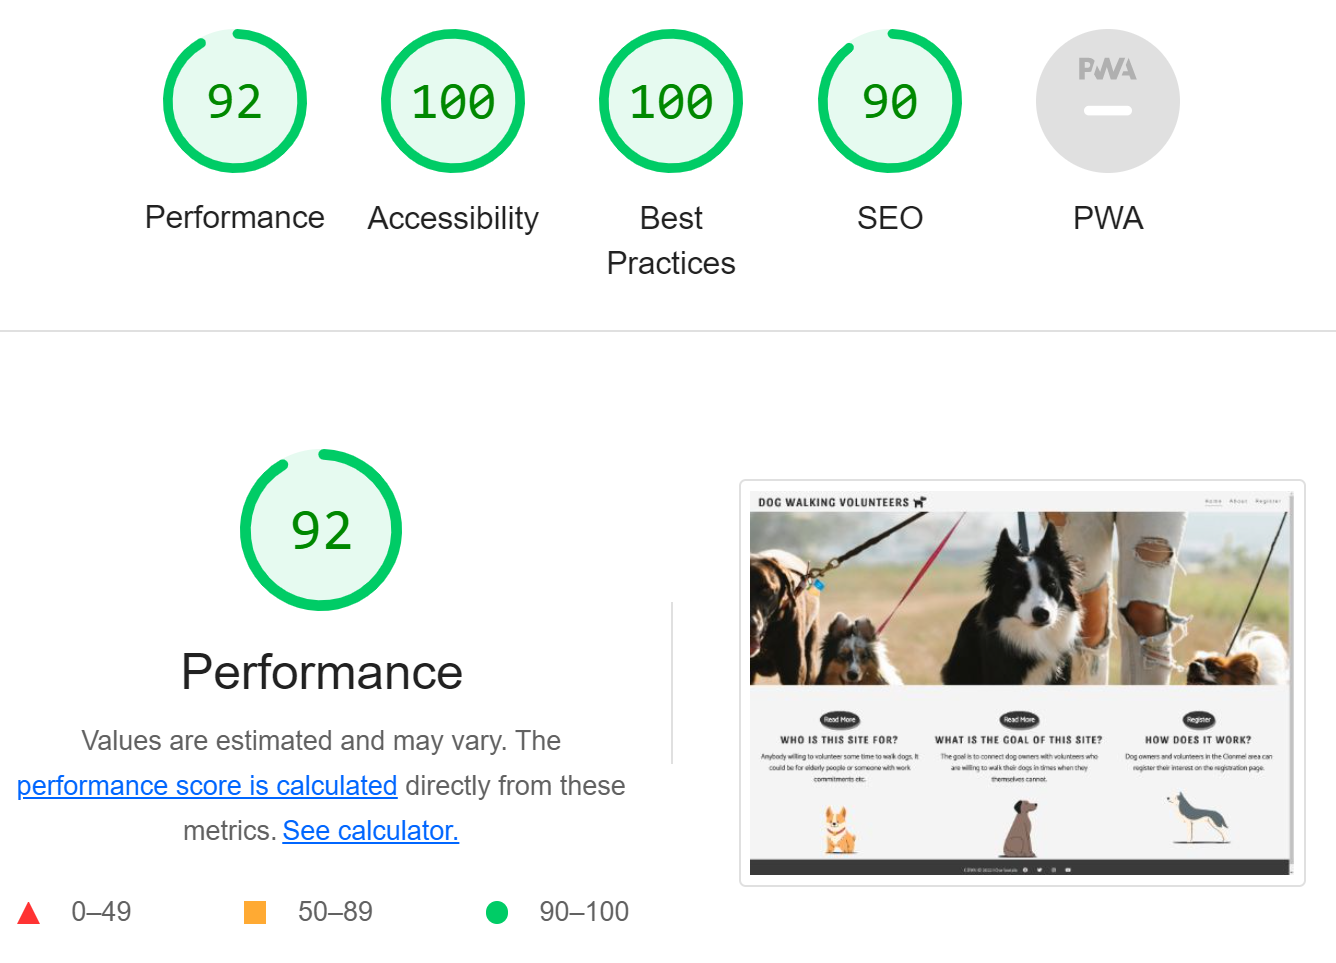 92
100
100
90
PWA
Performance
Accessibility
Best
Practices
SEO
PWA
92
Performance
Values are estimated and may vary. The
performance score is calculated directly from these
metrics. See calculator.
0–49
50–89
90–100
DOG WALKING VOLUNTEERS
Home About Register
Read More
WHO IS THIS SITE FOR?
Anybody willing to volunteer some time to walk dogs. It
could be for elderly people or someone with work
commitments etc.
Read More
WHAT IS THE GOAL OF THIS SITE?
The goal is to connect dog owners with volunteers who
are willing to walk their dogs in times when they
themselves cannot.
Register
HOW DOES IT WORK?
Dog owners and volunteers in the Clonmel area can
register their interest on the registration page.